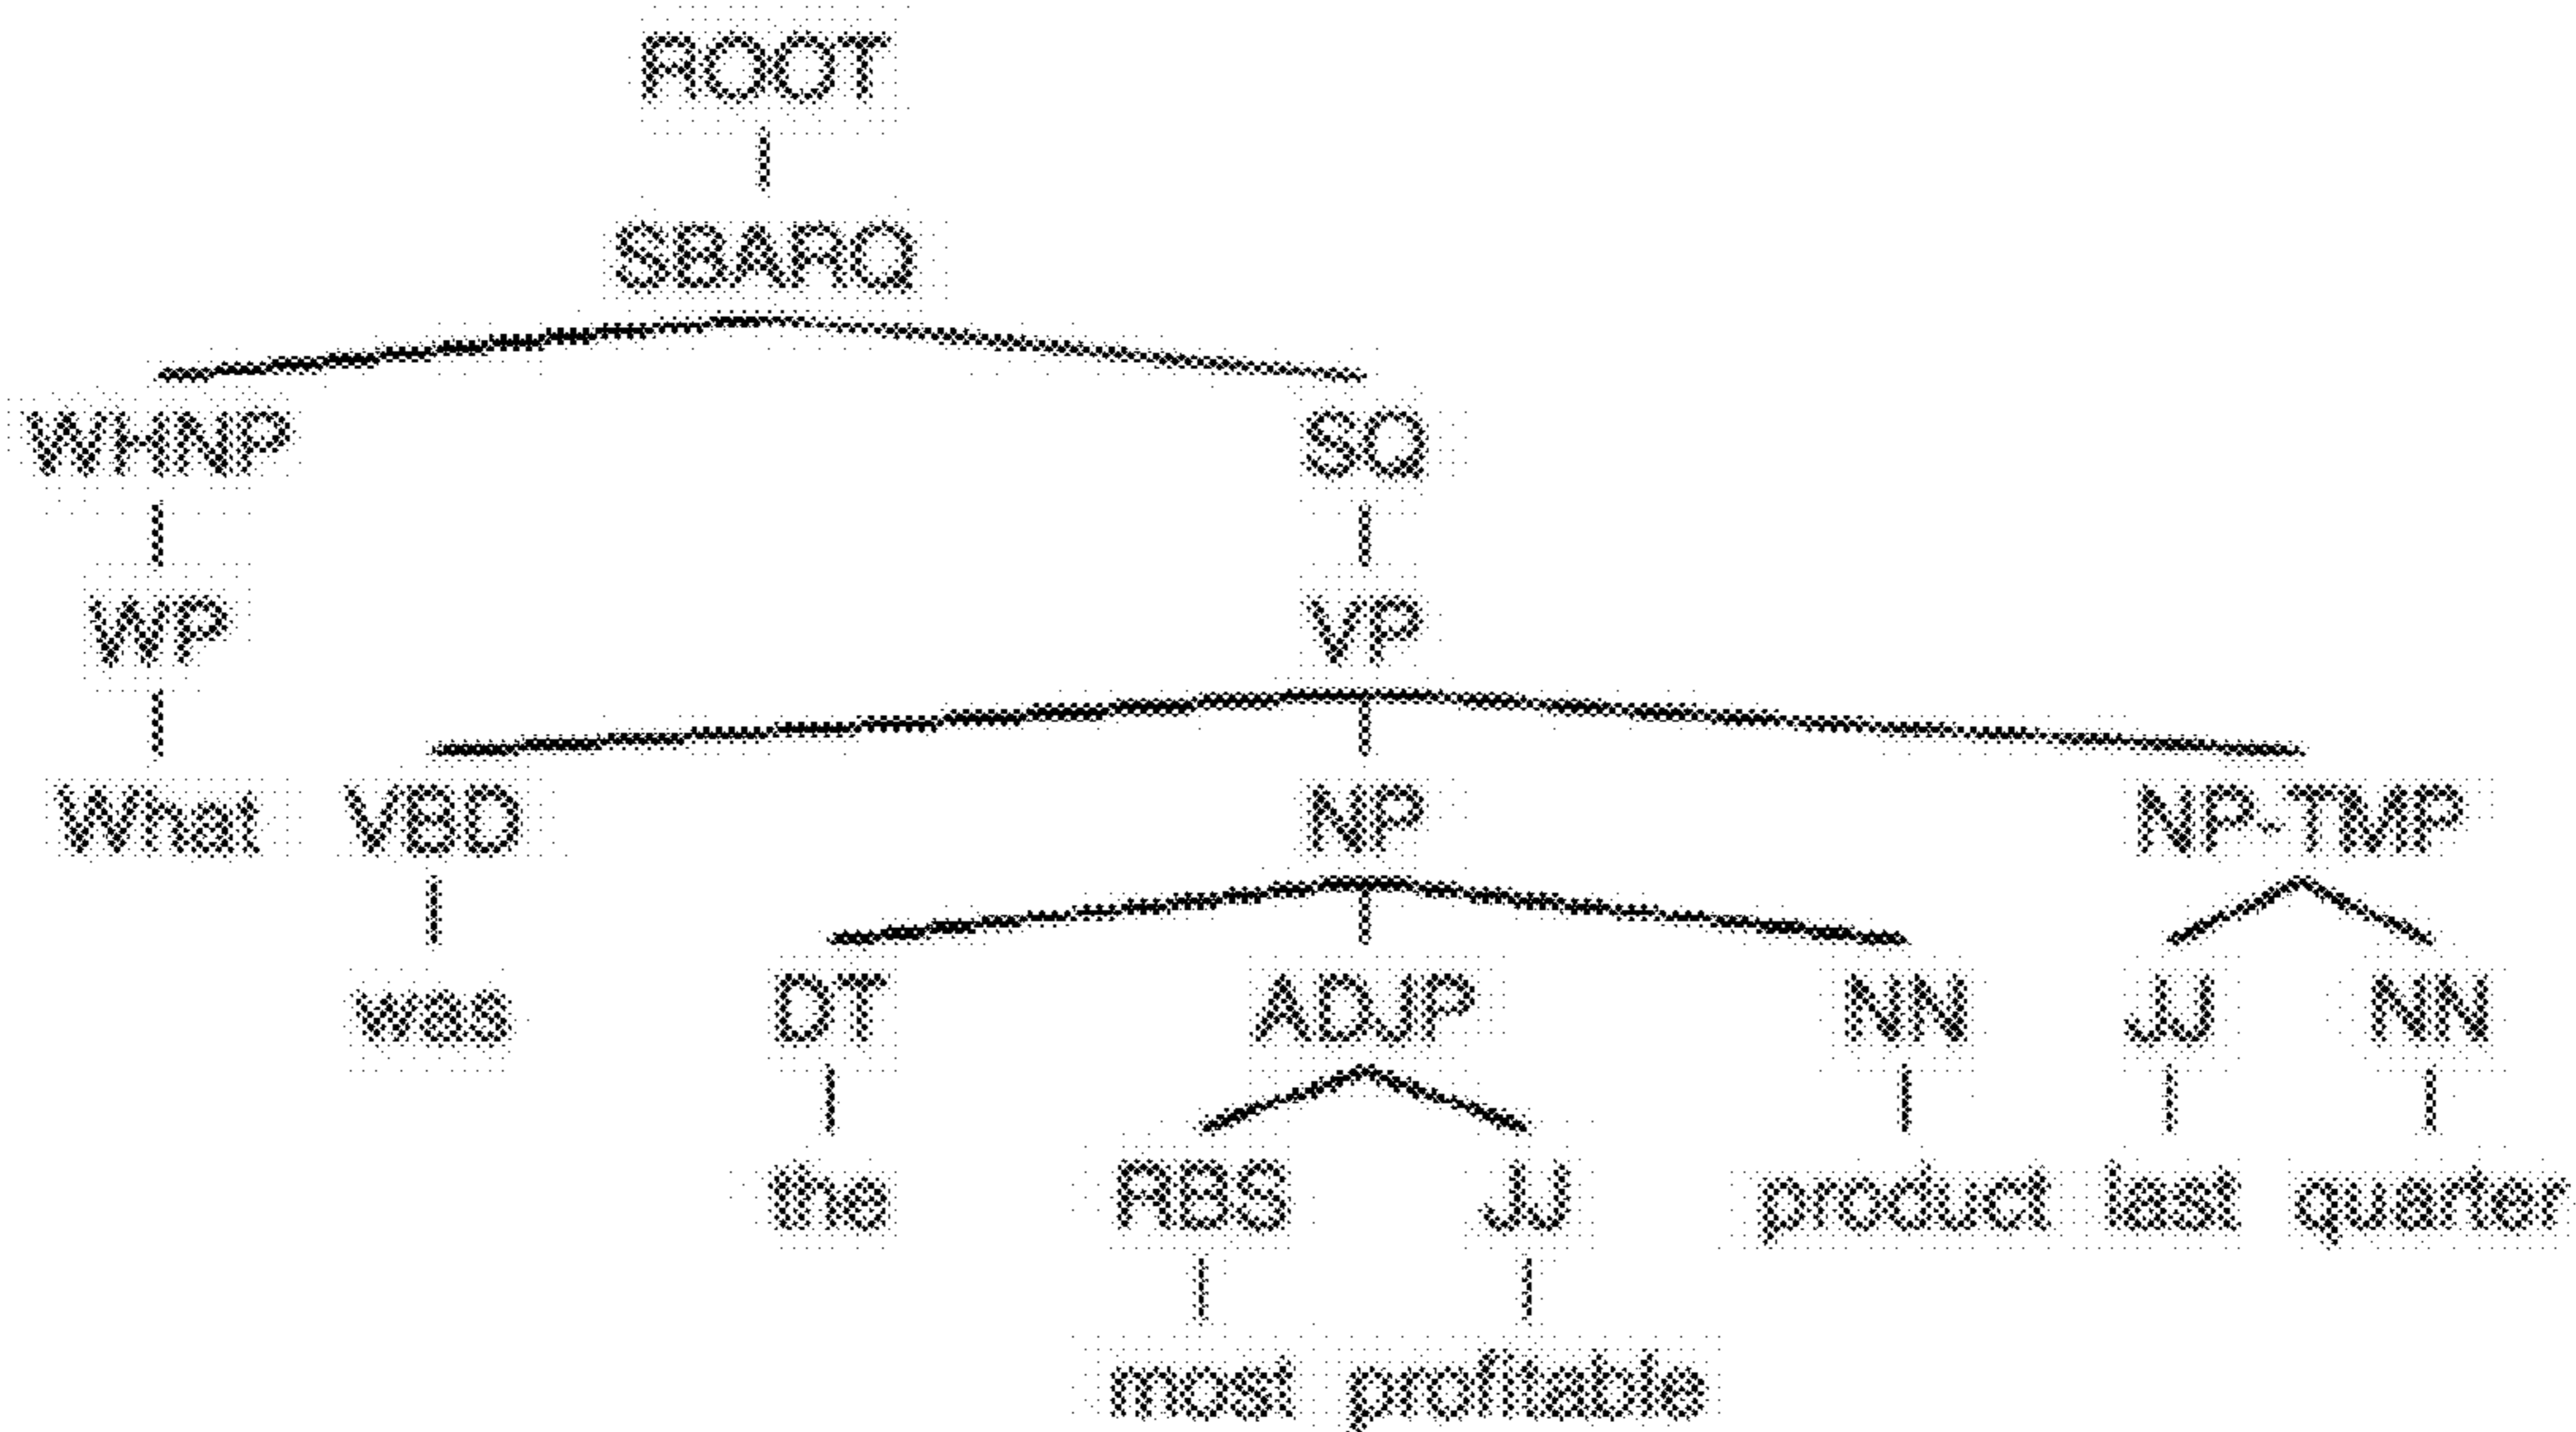 ROOT
SBARQ
WHNP SQ
WP VP
What VBD NP NP-TMP
was DT ADJP NN JJ NN
the RBS JJ product last quarter
most profitable